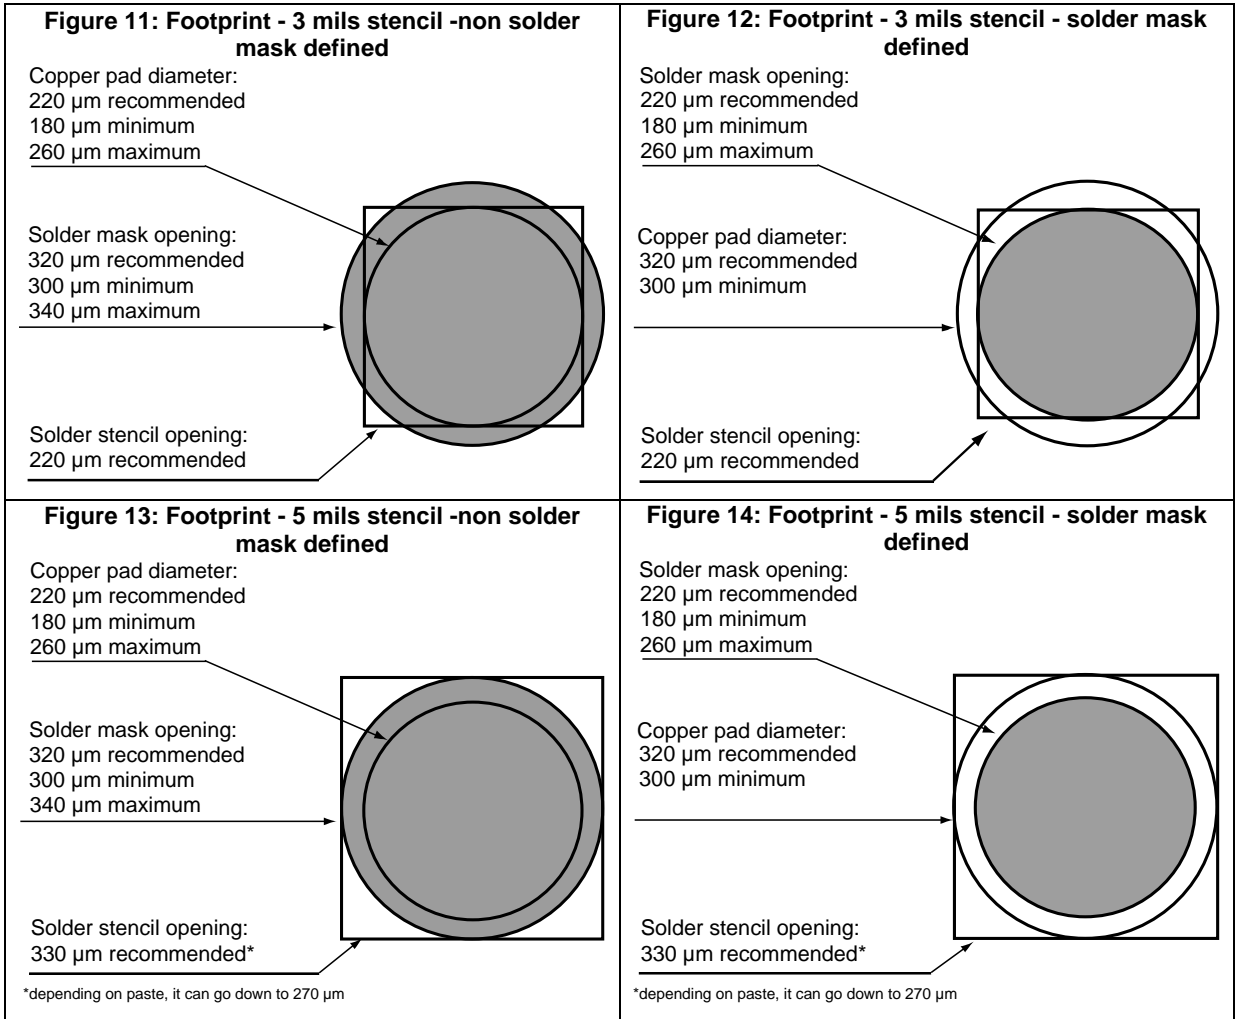 Figure 11: Footprint - 3 mils stencil -non solder
mask defined
Copper pad diameter:
220 µm recommended
180 µm minimum
260 µm maximum
Solder mask opening:
320 µm recommended
300 µm minimum
340 µm maximum
Solder stencil opening:
220 µm recommended
Figure 12: Footprint - 3 mils stencil - solder mask
defined
Solder mask opening:
220 µm recommended
180 µm minimum
260 µm maximum
Copper pad diameter:
320 µm recommended
300 µm minimum
Solder stencil opening:
220 µm recommended
Figure 13: Footprint - 5 mils stencil -non solder
mask defined
Copper pad diameter:
220 µm recommended
180 µm minimum
260 µm maximum
Solder mask opening:
320 µm recommended
300 µm minimum
340 µm maximum
Solder stencil opening:
330 µm recommended*
*depending on paste, it can go down to 270 µm
Figure 14: Footprint - 5 mils stencil - solder mask
defined
Solder mask opening:
220 µm recommended
180 µm minimum
260 µm maximum
Copper pad diameter:
320 µm recommended
300 µm minimum
Solder stencil opening:
330 µm recommended*
*depending on paste, it can go down to 270 µm